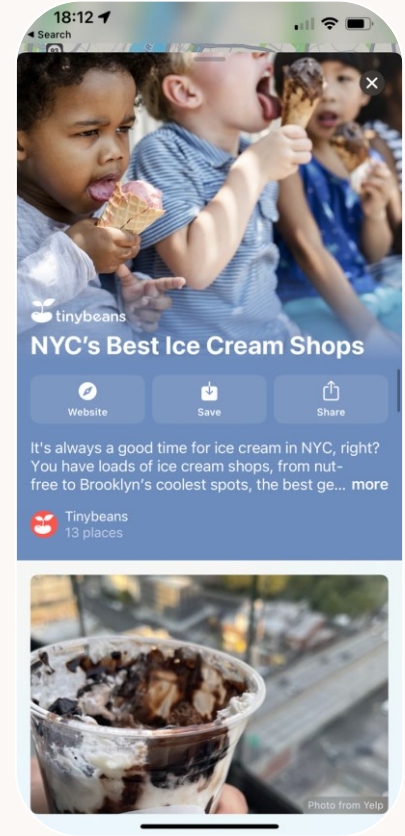 18:12
Search
93
tinybeans
NYC's Best Ice Cream Shops
Website
Save
Share
It's always a good time for ice cream in NYC, right?
You have loads of ice cream shops, from nut-
free to Brooklyn's coolest spots, the best ge... more
Tinybeans
13 places
Photo from Yelp